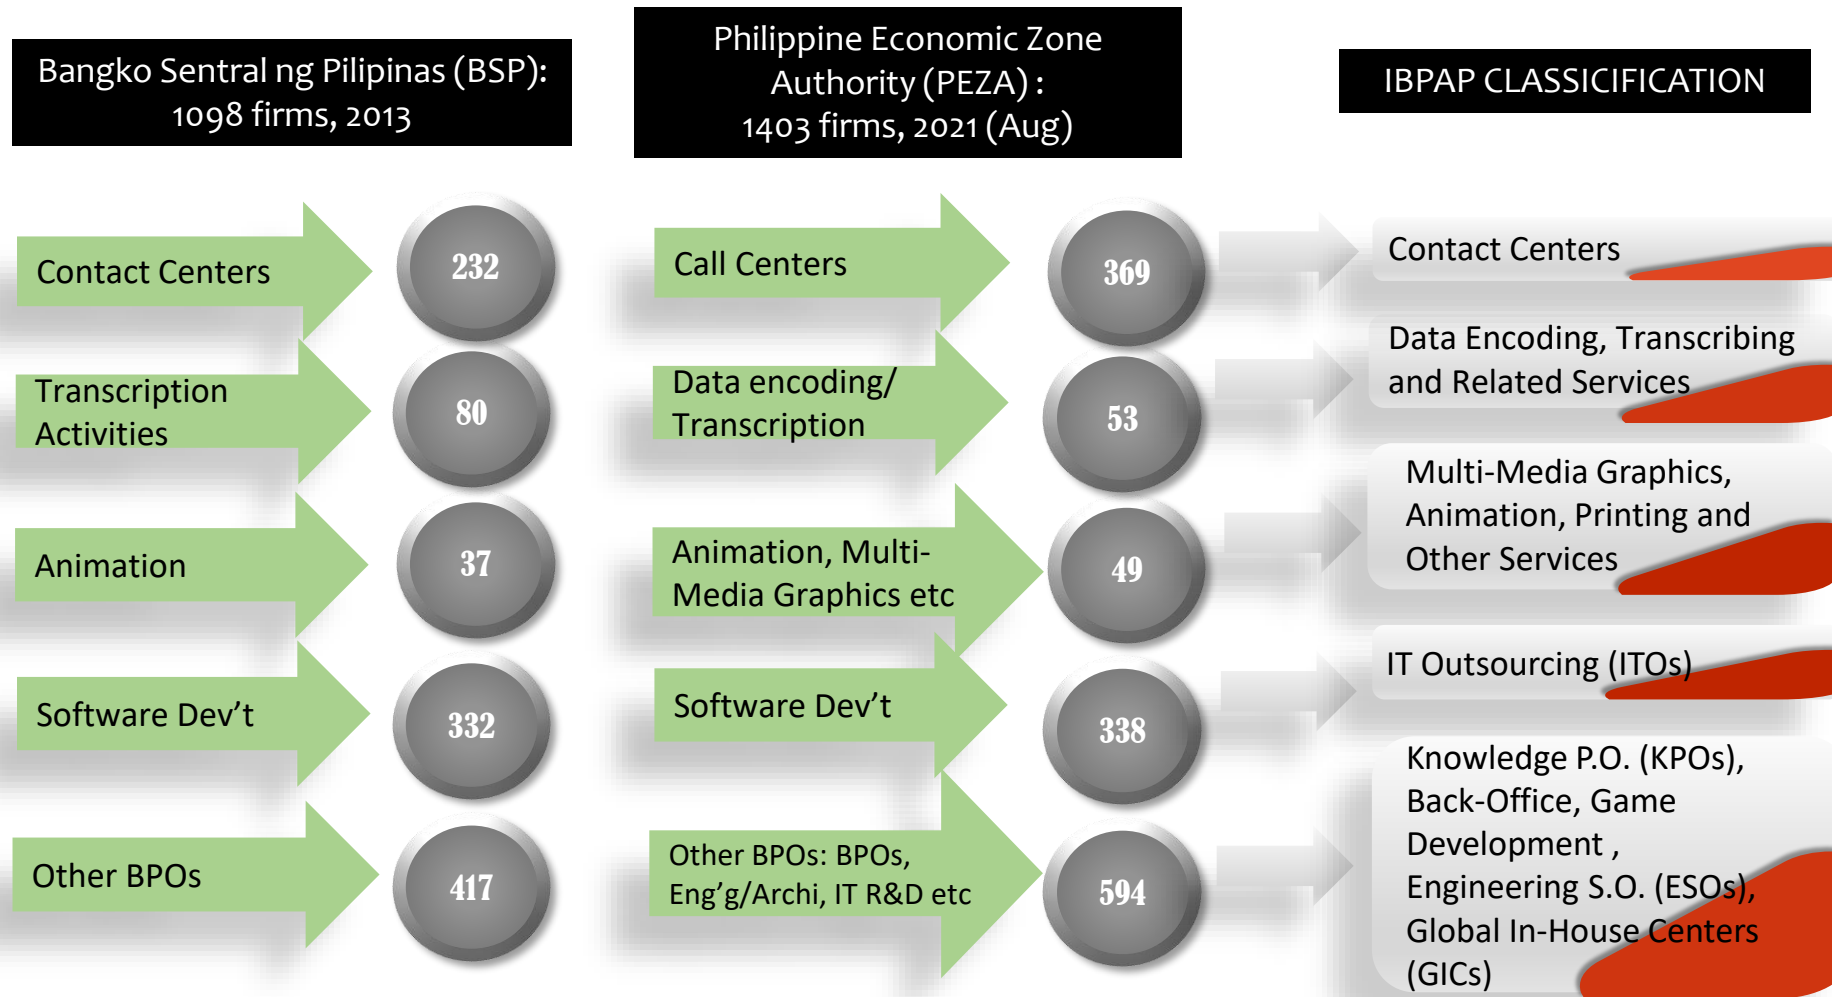 Bangko Sentral ng Pilipinas (BSP):
1098 firms, 2013
Contact Centers
232
Transcription
Activities
80
Animation
37
Software Dev’t
332
Other BPOs
417
Philippine Economic Zone
Authority (PEZA) :
1403 firms, 2021 (Aug)
Call Centers
369
Data encoding/
Transcription
53
Animation, Multi-
Media Graphics etc
49
Software Dev’t
338
Other BPOs: BPOs,
Eng’g/Archi, IT R&D etc
594
IBPAP CLASSICIFICATION
Contact Centers
Data Encoding, Transcribing
and Related Services
Multi-Media Graphics,
Animation, Printing and
Other Services
IT Outsourcing (ITOs)
Knowledge P.O. (KPOs),
Back-Office, Game
Development ,
Engineering S.O. (ESOs),
Global In-House Centers
(GICs)